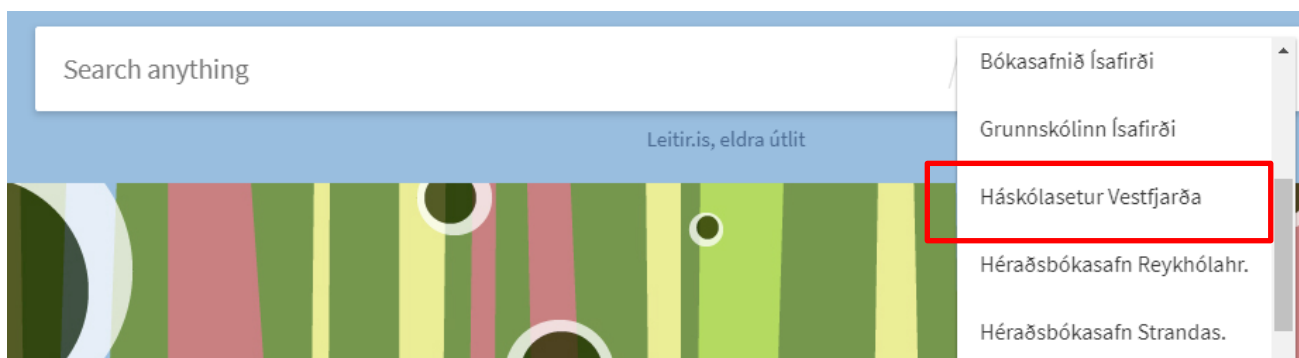 Search anything
Leitir.is, eldra útlit
Bókasafnið Ísafirði
Grunnskólinn Ísafirði
Háskólasetur Vestfjarða
Héraðsbókasafn Reykhólahr.
Héraðsbókasafn Strandas.